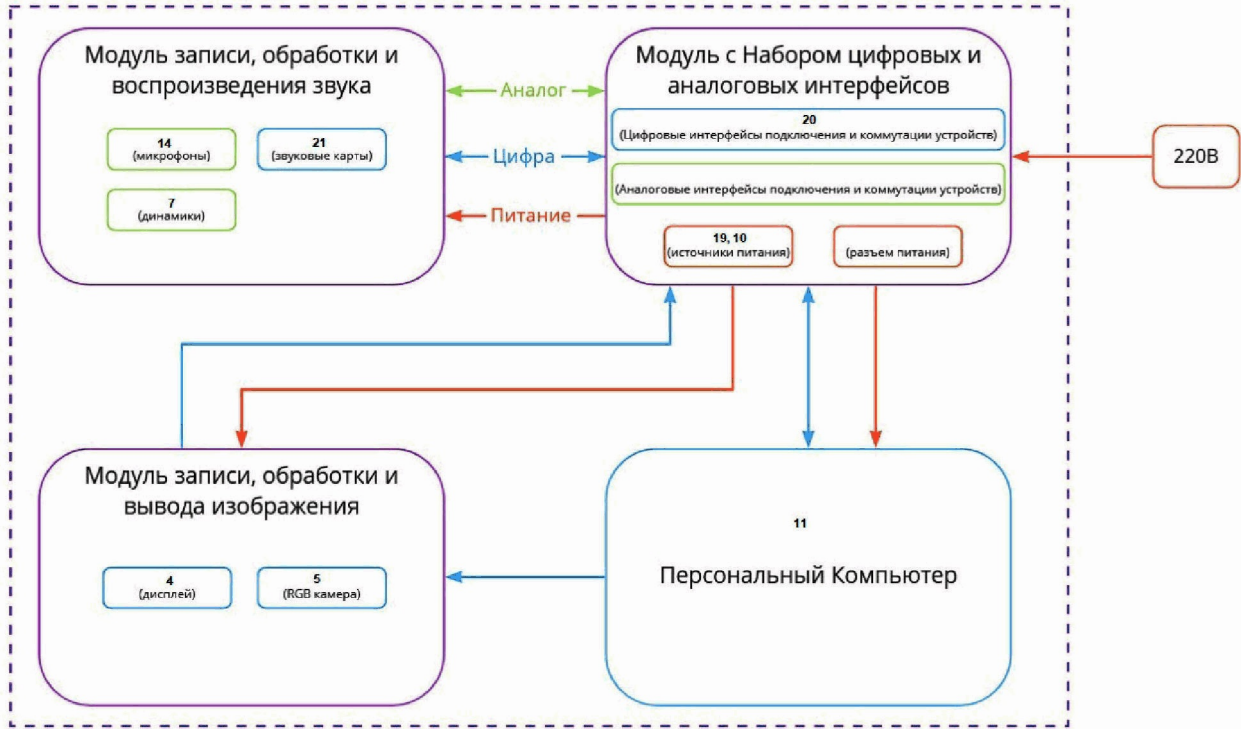 Модуль записи, обработки и
воспроизведения звука
14
(микрофоны)
21
(звуковые карты)
7
(динамики)
Аналог
Цифра
Питание
Модуль с Набором цифровых и
аналоговых интерфейсов
20
(Цифровые интерфейсы подключения и коммутации устройств)
(Аналоговые интерфейсы подключения и коммутации устройств)
19, 10
(источники питания)
(разъем питания)
220В
Модуль записи, обработки и
вывода изображения
4
(дисплей)
5
(RGB камера)
11
Персональный Компьютер